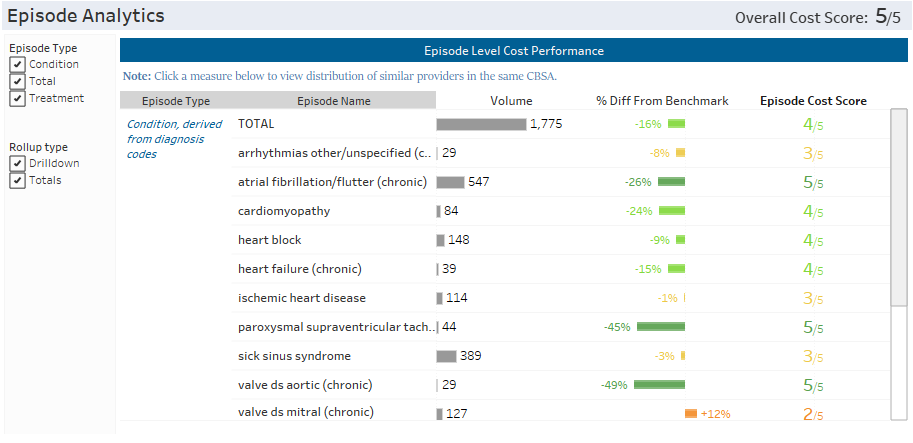 Episode Analytics
Overall Cost Score: 5/5
Episode Type
Condition
Total
Treatment
Rollup type
Drilldown
Totals
Episode Level Cost Performance
Note: Click a measure below to view distribution of similar providers in the same CBSA.
Episode Type Episode Name Volume % Diff From Benchmark Episode Cost Score
Condition, derived
from diagnosis
codes
TOTAL 1,775 -16% 4/5
arrhythmias other/unspecified (c.. 29 -8% 3/5
atrial fibrillation/flutter (chronic) 547 -26% 5/5
cardiomyopathy 84 -24% 4/5
heart block 148 -9% 4/5
heart failure (chronic) 39 -15% 4/5
ischemic heart disease 114 -1% 3/5
paroxysmal supraventricular tach.. 44 -45% 5/5
sick sinus syndrome 389 -3% 3/5
valve ds aortic (chronic) 29 -49% 5/5
valve ds mitral (chronic) 127 +12% 2/5